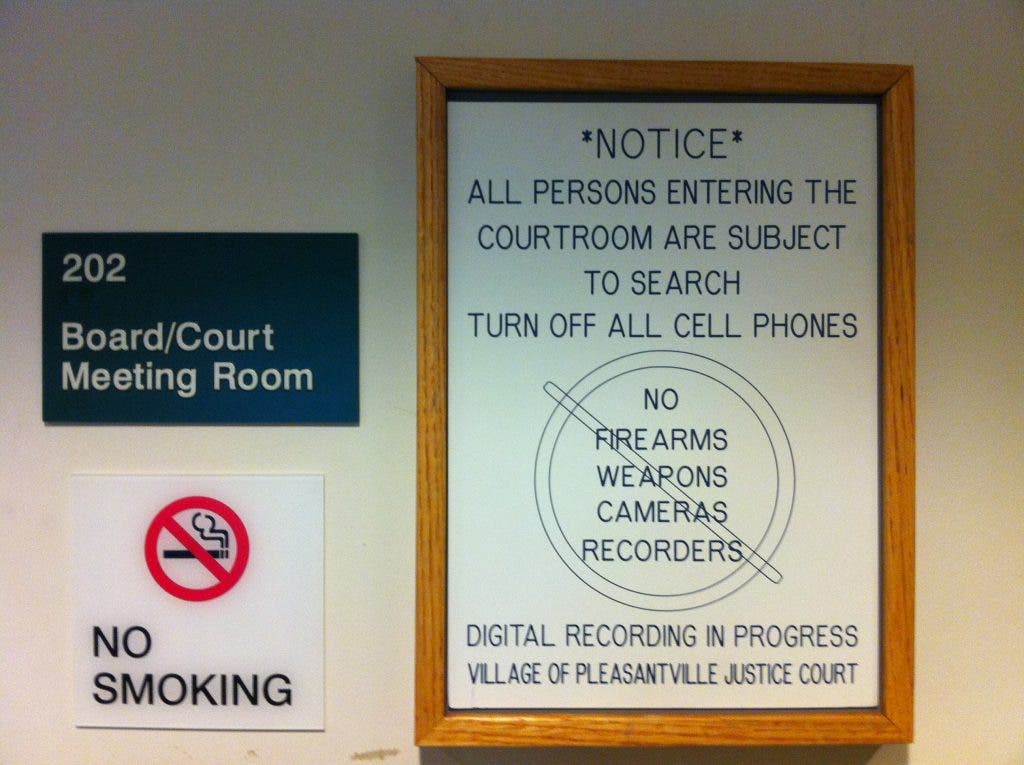 202
Board/Court
Meeting Room
NO
SMOKING
*NOTICE*
ALL PERSONS ENTERING THE
COURTROOM ARE SUBJECT
TO SEARCH
TURN OFF ALL CELL PHONES
NO
FIREARMS
WEAPONS
CAMERAS
RECORDERS
DIGITAL RECORDING IN PROGRESS
VILLAGE OF PLEASANTVILLE JUSTICE COURT